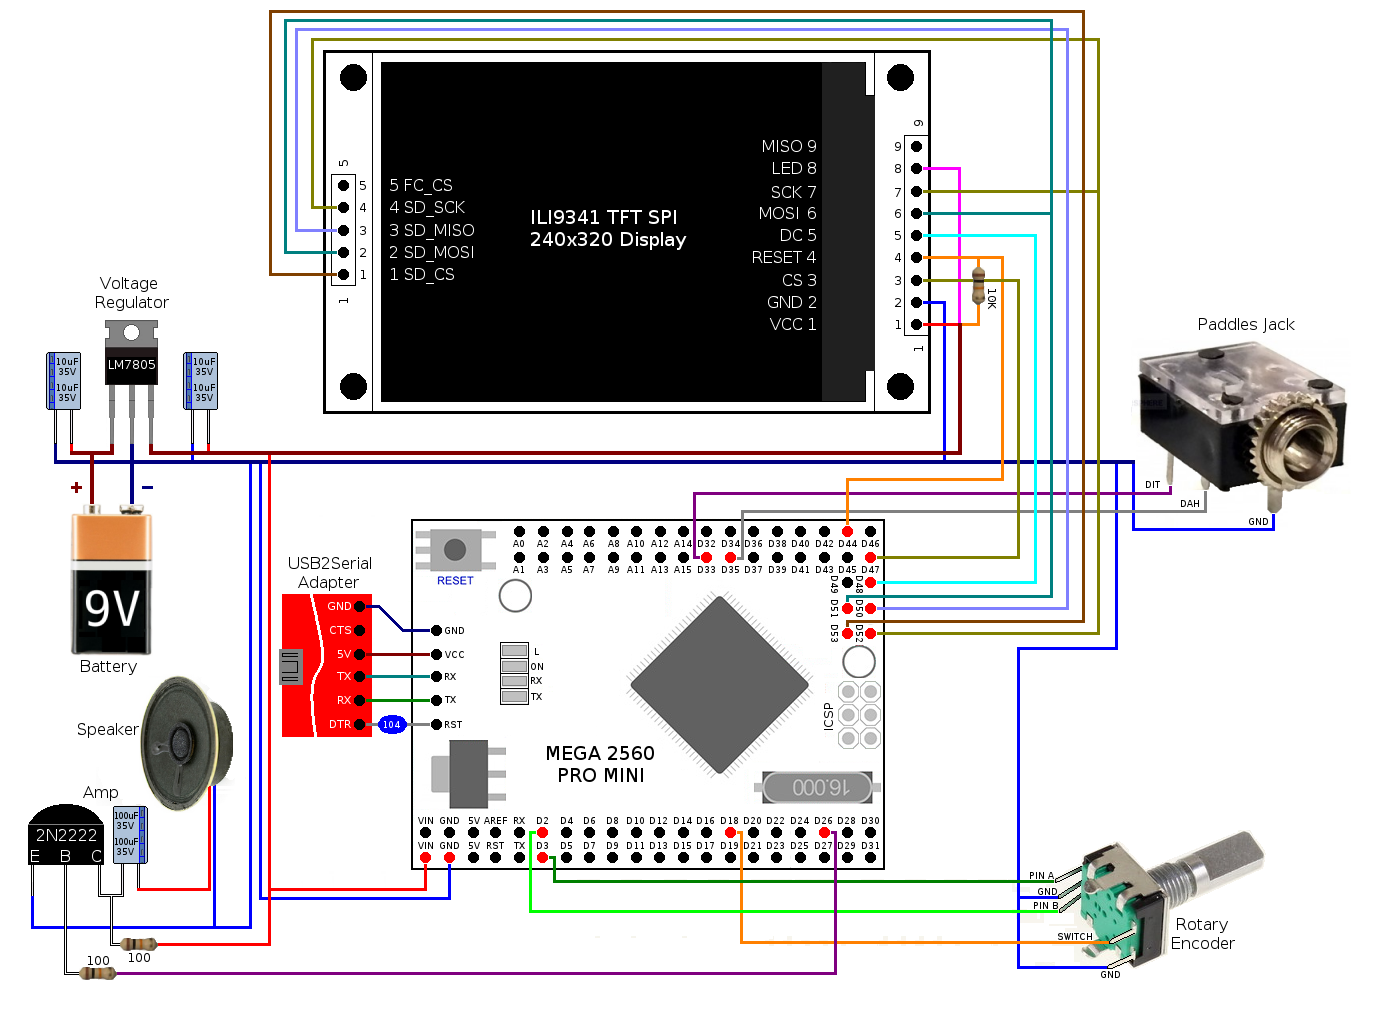 5
5 FC_CS
5
4 SD_SCK
4
3 SD_MISO
3
2 SD_MOSI
2
1 SD_CS
1
1
ILI9341 TFT SPI
240x320 Display
9
MISO 9
9
LED 8
8
SCK 7
7
MOSI 6
6
DC 5
5
RESET 4
4
CS 3
3
GND 2
2
VCC 1
1
1
10K
Voltage
Regulator
LM7805
10uF
35V
10uF
35V
10uF
35V
10uF
35V
+
−
9V
Battery
Paddles Jack
DIT
DAH
GND
USB2Serial
Adapter
GND
CTS
5V
TX
RX
DTR
104
RESET
GND
VCC
RX
TX
RST
L
ON
RX
TX
A0 A2 A4 A6 A8 A10 A12 A14 D32 D34 D36 D38 D40 D42 D44 D46
A1 A3 A5 A7 A9 A11 A13 A15 D33 D35 D37 D39 D41 D43 D45 D47
D49 D48
D51 D50
D53 D52
ICSP
MEGA 2560
PRO MINI
16.000
VIN GND 5V AREF RX D2 D4 D6 D8 D10 D12 D14 D16 D18 D20 D22 D24 D26 D28 D30
VIN GND 5V RST TX D3 D5 D7 D9 D11 D13 D15 D17 D19 D21 D23 D25 D27 D29 D31
Speaker
Amp
2N2222
E B C
100uF
35V
100uF
35V
100
100
PIN A
GND
PIN B
SWITCH
GND
Rotary
Encoder